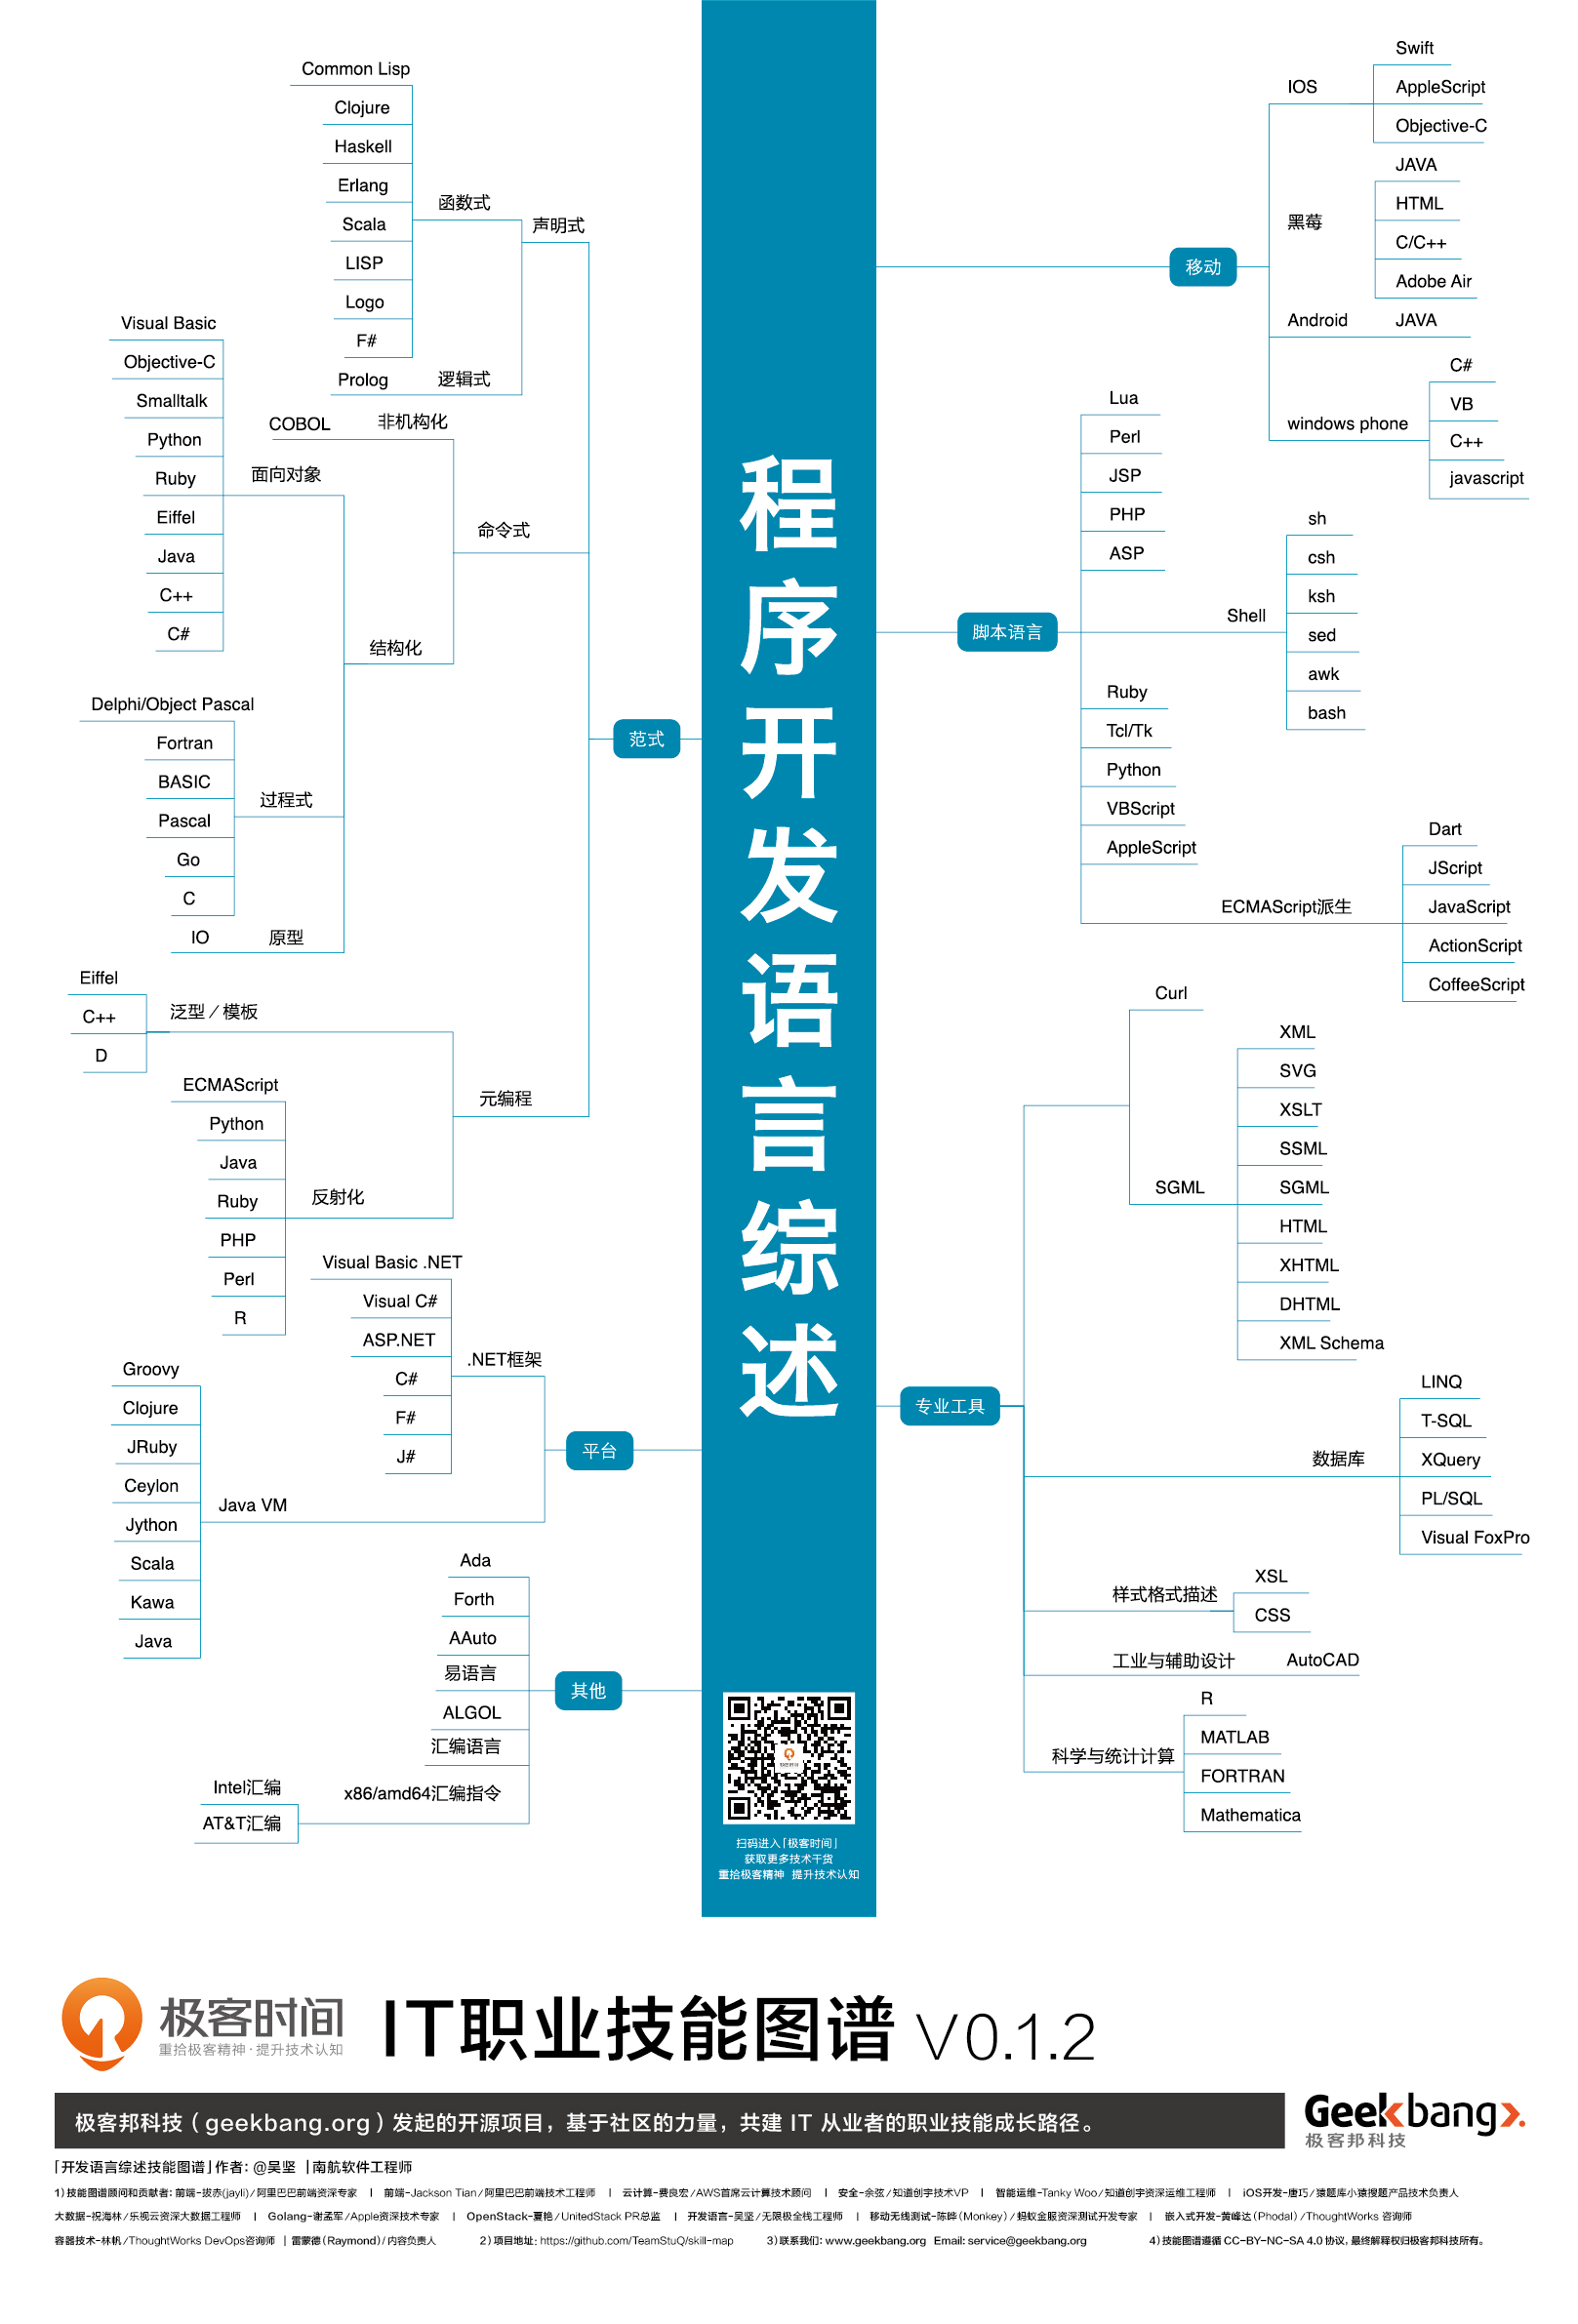 程序开发语言综述
范式
声明式
函数式
Common Lisp
Clojure
Haskell
Erlang
Scala
LISP
Logo
F#
逻辑式
Prolog
命令式
非机构化
COBOL
结构化
面向对象
Visual Basic
Objective-C
Smalltalk
Python
Ruby
Eiffel
Java
C++
C#
过程式
Delphi/Object Pascal
Fortran
BASIC
Pascal
Go
C
原型
IO
元编程
泛型／模板
Eiffel
C++
D
反射化
ECMAScript
Python
Java
Ruby
PHP
Perl
R
平台
.NET框架
Visual Basic .NET
Visual C#
ASP.NET
C#
F#
J#
Java VM
Groovy
Clojure
JRuby
Ceylon
Jython
Scala
Kawa
Java
其他
Ada
Forth
AAuto
易语言
ALGOL
汇编语言
x86/amd64汇编指令
Intel汇编
AT&T汇编
移动
IOS
Swift
AppleScript
Objective-C
黑莓
JAVA
HTML
C/C++
Adobe Air
Android
JAVA
windows phone
C#
VB
C++
javascript
脚本语言
Lua
Perl
JSP
PHP
ASP
Shell
sh
csh
ksh
sed
awk
bash
Ruby
Tcl/Tk
Python
VBScript
AppleScript
ECMAScript派生
Dart
JScript
JavaScript
ActionScript
CoffeeScript
专业工具
Curl
SGML
XML
SVG
XSLT
SSML
SGML
HTML
XHTML
DHTML
XML Schema
数据库
LINQ
T-SQL
XQuery
PL/SQL
Visual FoxPro
样式格式描述
XSL
CSS
工业与辅助设计
AutoCAD
科学与统计计算
R
MATLAB
FORTRAN
Mathematica
扫码进入「极客时间」
获取更多技术干货
重拾极客精神 提升技术认知
极客时间
重拾极客精神·提升技术认知
IT职业技能图谱 V0.1.2
极客邦科技（geekbang.org）发起的开源项目，基于社区的力量，共建 IT 从业者的职业技能成长路径。
Geekbang
极客邦科技
「开发语言综述技能图谱」作者：@吴坚 | 南航软件工程师
1）技能图谱顾问和贡献者：前端-拔赤(jayli)/阿里巴巴前端资深专家 | 前端-Jackson Tian/阿里巴巴前端技术工程师 | 云计算-费良宏/AWS首席云计算技术顾问 | 安全-余弦/知道创宇技术VP | 智能运维-Tanky Woo/知道创宇资深运维工程师 | iOS开发-唐巧/猿题库小猿搜题产品技术负责人
大数据-祝海林/乐视云资深大数据工程师 | Golang-谢孟军/Apple资深技术专家 | OpenStack-夏艳/UnitedStack PR总监 | 开发语言-吴坚/无限极全栈工程师 | 移动无线测试-陈晔（Monkey）/蚂蚁金服资深测试开发专家 | 嵌入式开发-黄峰达（Phodal）/ThoughtWorks 咨询师
容器技术-林帆/ThoughtWorks DevOps咨询师 | 雷蒙德（Raymond）/内容负责人 2）项目地址：https://github.com/TeamStuQ/skill-map 3）联系我们：www.geekbang.org Email: service@geekbang.org 4）技能图谱遵循 CC-BY-NC-SA 4.0 协议，最终解释权归极客邦科技所有。